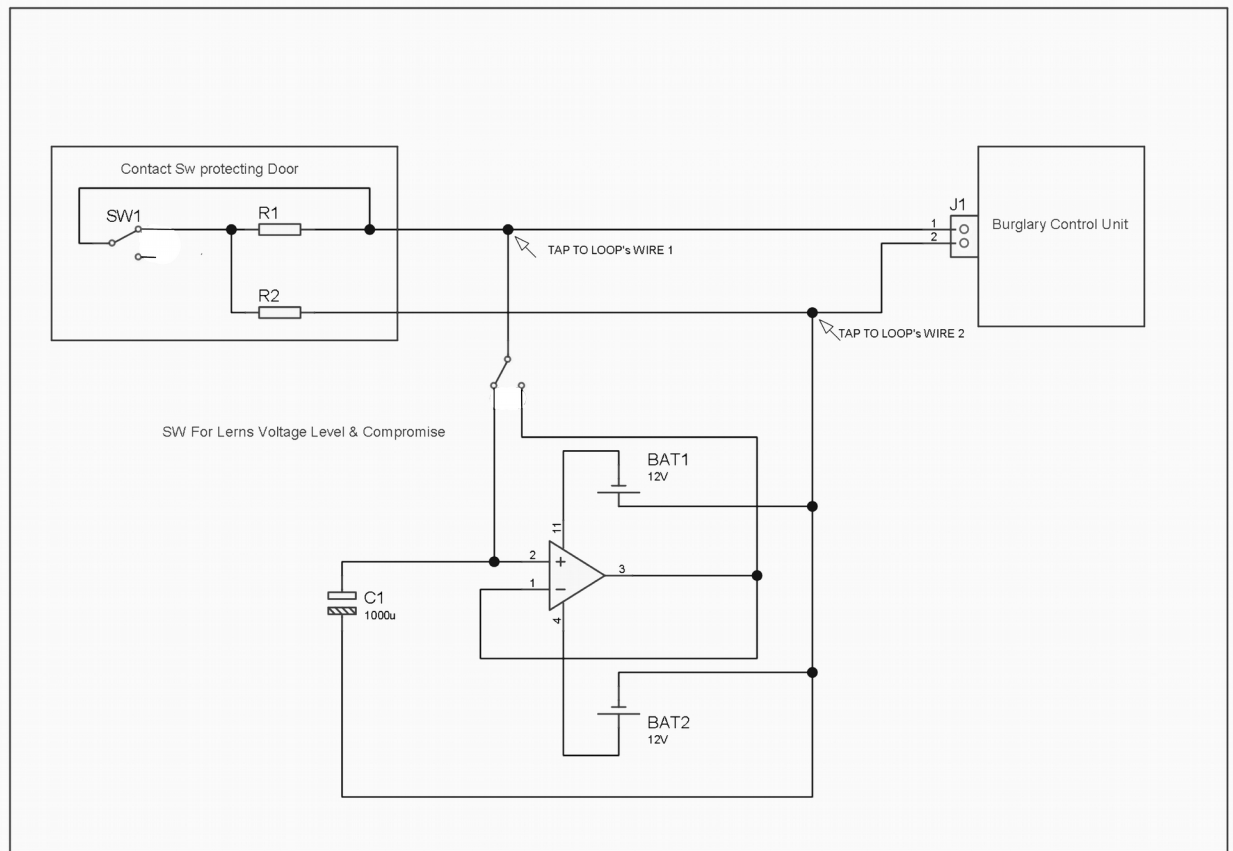 Contact Sw protecting Door
SW1
R1
R2
TAP TO LOOP's WIRE 1
J1
1
2
Burglary Control Unit
TAP TO LOOP's WIRE 2
SW For Lerns Voltage Level & Compromise
BAT1
12V
11
2
1
3
4
C1
1000u
BAT2
12V